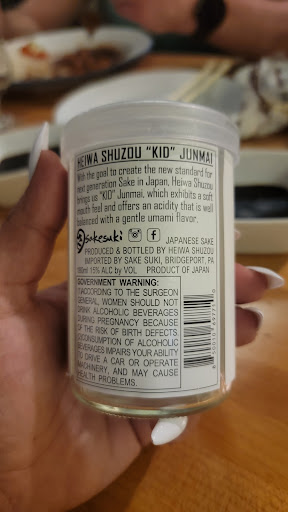 HEIWA SHUZOU "KID" JUNMAI
With the goal to create the new standard for
next generation Sake in Japan, Heiwa Shuzou
brings us "KID" Junmai, which exhibits a soft
mouth feel and offers an acidity that is well
balanced with a gentle umami flavor.
sakesuki
JAPANESE SAKE
PRODUCED & BOTTLED BY HEIWA SHUZOU
IMPORTED BY SAKE SUKI, BRIDGEPORT, PA
180ml 15% ALC by VOL. PRODUCT OF JAPAN
GOVERNMENT WARNING:
(1)ACCORDING TO THE SURGEON
GENERAL, WOMEN SHOULD NOT
DRINK ALCOHOLIC BEVERAGES
DURING PREGNANCY BECAUSE
OF THE RISK OF BIRTH DEFECTS.
(2)CONSUMPTION OF ALCOHOLIC
BEVERAGES IMPAIRS YOUR ABILITY
TO DRIVE A CAR OR OPERATE
MACHINERY, AND MAY CAUSE
HEALTH PROBLEMS.